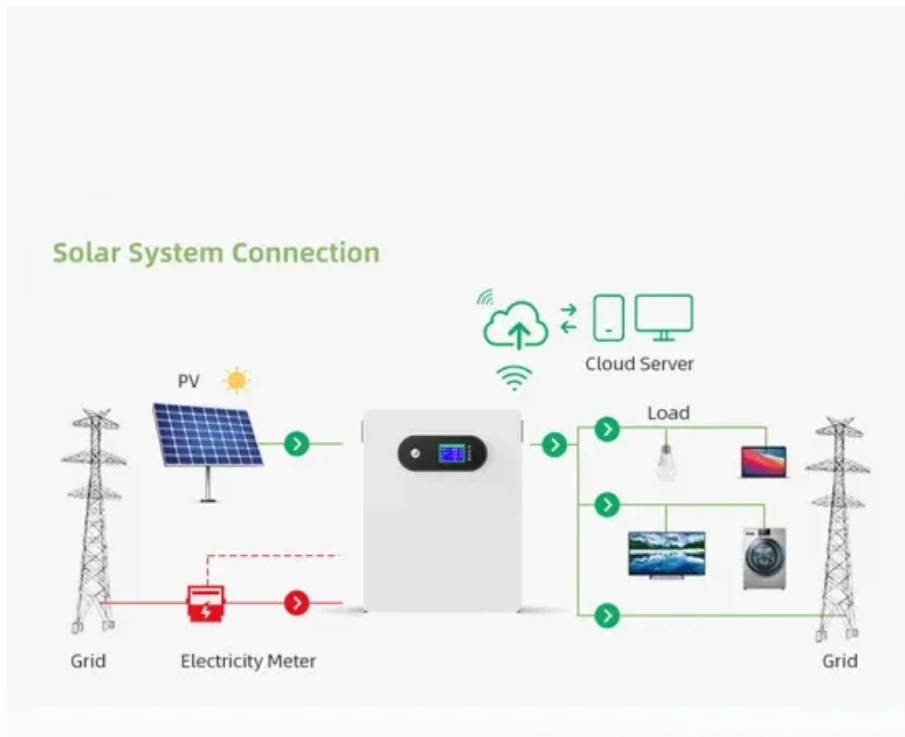 Solar System Connection
Cloud Server
PV
Load
Grid
Electricity Meter
Grid